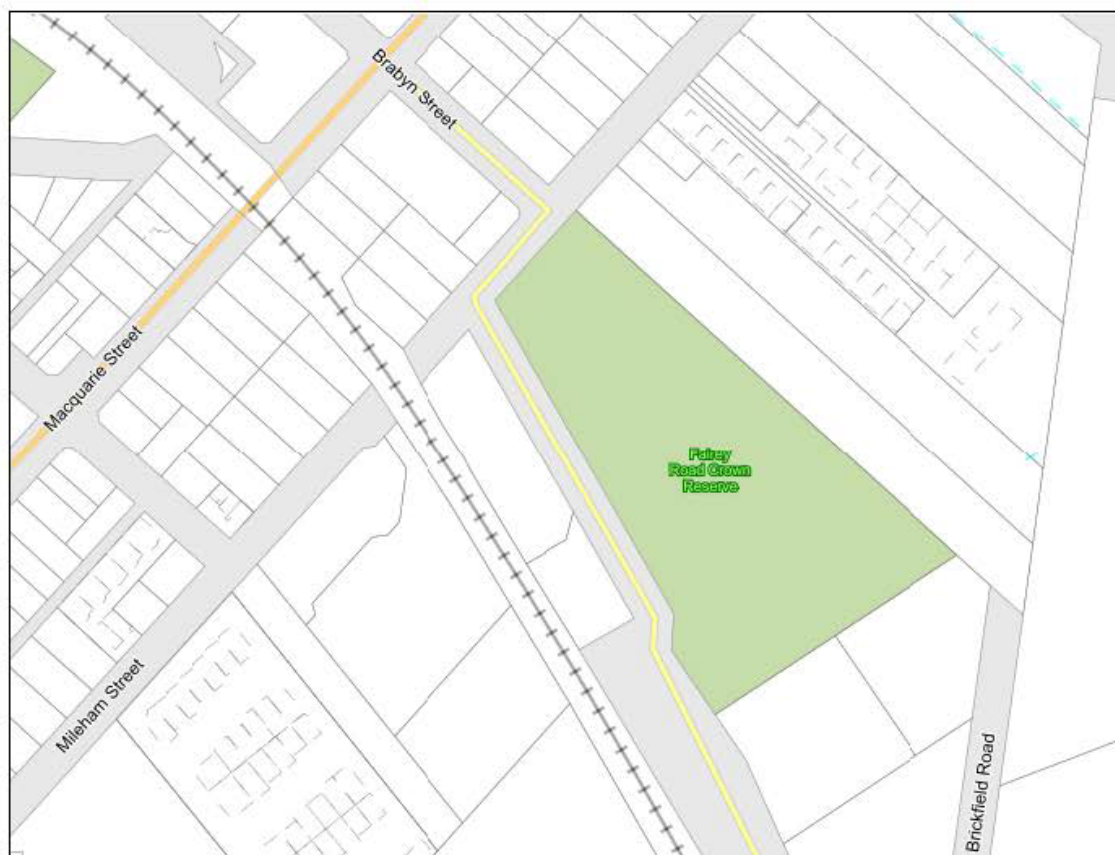 Brabyn Street
Macquarie Street
Fairey
Road Crown
Reserve
Mileham Street
Brickfield Road